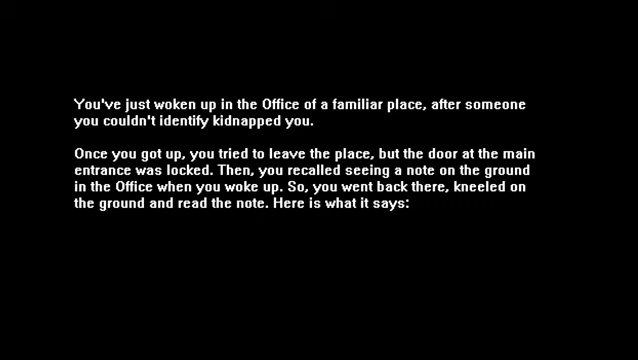 You've just woken up in the Office of a familiar place, after someone
you couldn't identify kidnapped you.
Once you got up, you tried to leave the place, but the door at the main
entrance was locked. Then, you recalled seeing a note on the ground
in the Office when you woke up. So, you went back there, kneeled on
the ground and read the note. Here is what it says: